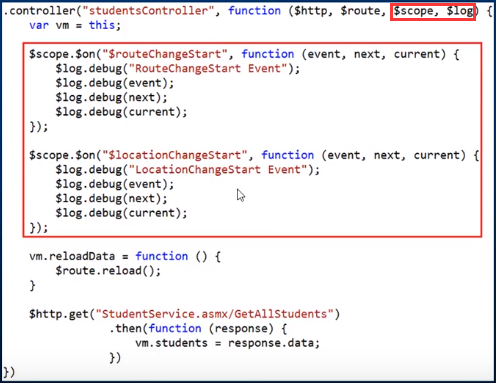 .controller("studentsController", function ($http, $route, $scope, $log) {
    var vm = this;

    $scope.$on("$routeChangeStart", function (event, next, current) {
        $log.debug("RouteChangeStart Event");
        $log.debug(event);
        $log.debug(next);
        $log.debug(current);
    });

    $scope.$on("$locationChangeStart", function (event, next, current) {
        $log.debug("LocationChangeStart Event");
        $log.debug(event);
        $log.debug(next);
        $log.debug(current);
    });

    vm.reloadData = function () {
        $route.reload();
    }

    $http.get("StudentService.asmx/GetAllStudents")
                .then(function (response) {
                    vm.students = response.data;
                })
})